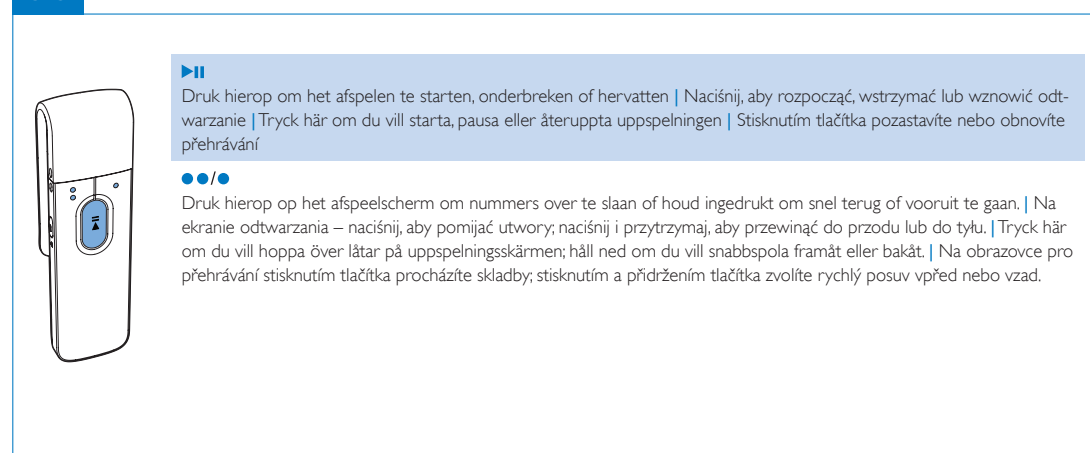 ▶II
Druk hierop om het afspelen te starten, onderbreken of hervatten | Naciśnij, aby rozpocząć, wstrzymać lub wznowić odt-
warzanie | Tryck här om du vill starta, pausa eller återuppta uppspelningen | Stisknutím tlačítka pozastavíte nebo obnovíte
přehrávání
●●/●
Druk hierop op het afspeelscherm om nummers over te slaan of houd ingedrukt om snel terug of vooruit te gaan. | Na
ekranie odtwarzania – naciśnij, aby pomijać utwory; naciśnij i przytrzymaj, aby przewinąć do przodu lub do tyłu. | Tryck här
om du vill hoppa över låtar på uppspelningsskärmen; håll ned om du vill snabbspola framåt eller bakåt. | Na obrazovce pro
přehrávání stisknutím tlačítka procházíte skladby; stisknutím a přidržením tlačítka zvolíte rychlý posuv vpřed nebo vzad.